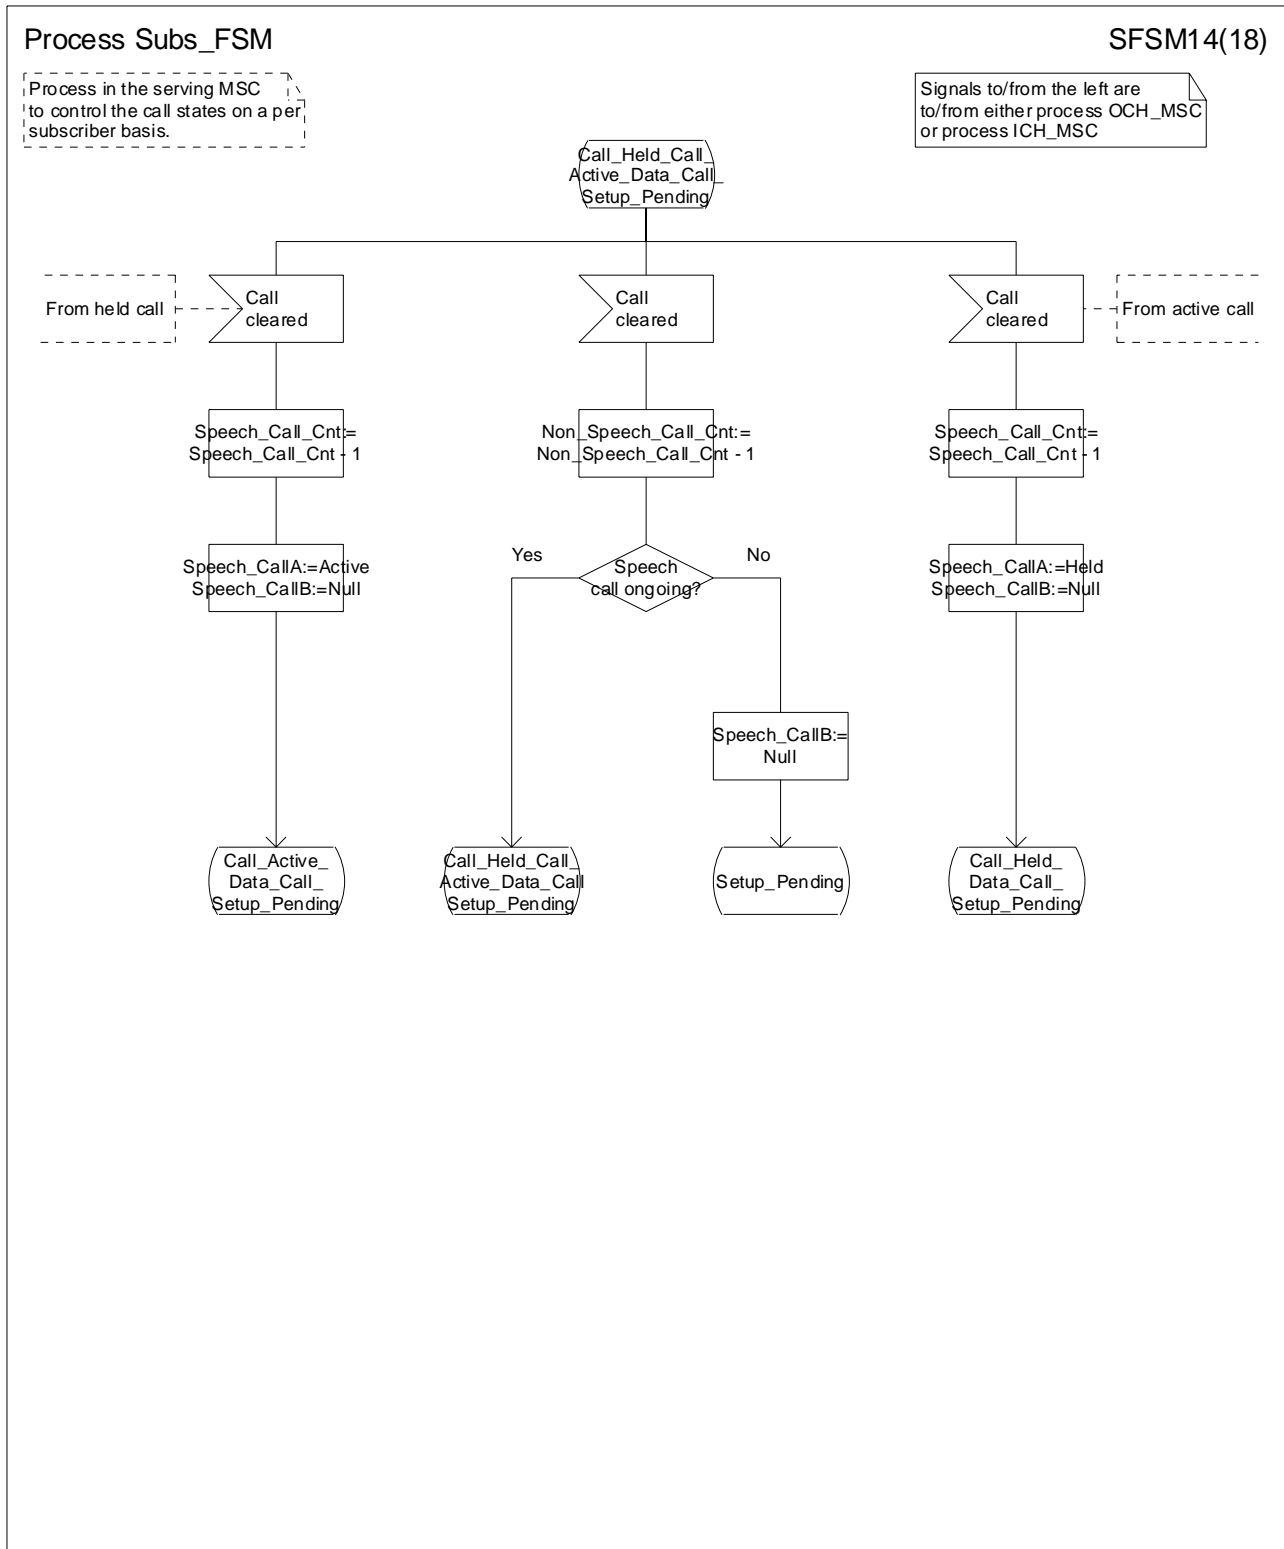 Process Subs_FSM
SFSM14(18)
Process in the serving MSC
to control the call states on a per
subscriber basis.
Signals to/from the left are
to/from either process OCH_MSC
or process ICH_MSC
Call_Held_Call_
Active_Data_Call_
Setup_Pending
From held call
Call
cleared
Call
cleared
Call
cleared
From active call
Speech_Call_Cnt:=
Speech_Call_Cnt - 1
Non_Speech_Call_Cnt:=
Non_Speech_Call_Cnt - 1
Speech_Call_Cnt:=
Speech_Call_Cnt - 1
Speech_CallA:=Active
Speech_CallB:=Null
Yes
Speech
call ongoing?
No
Speech_CallA:=Held
Speech_CallB:=Null
Speech_CallB:=
Null
Call_Active_
Data_Call_
Setup_Pending
Call_Held_Call_
Active_Data_Call
Setup_Pending
Setup_Pending
Call_Held_
Data_Call_
Setup_Pending